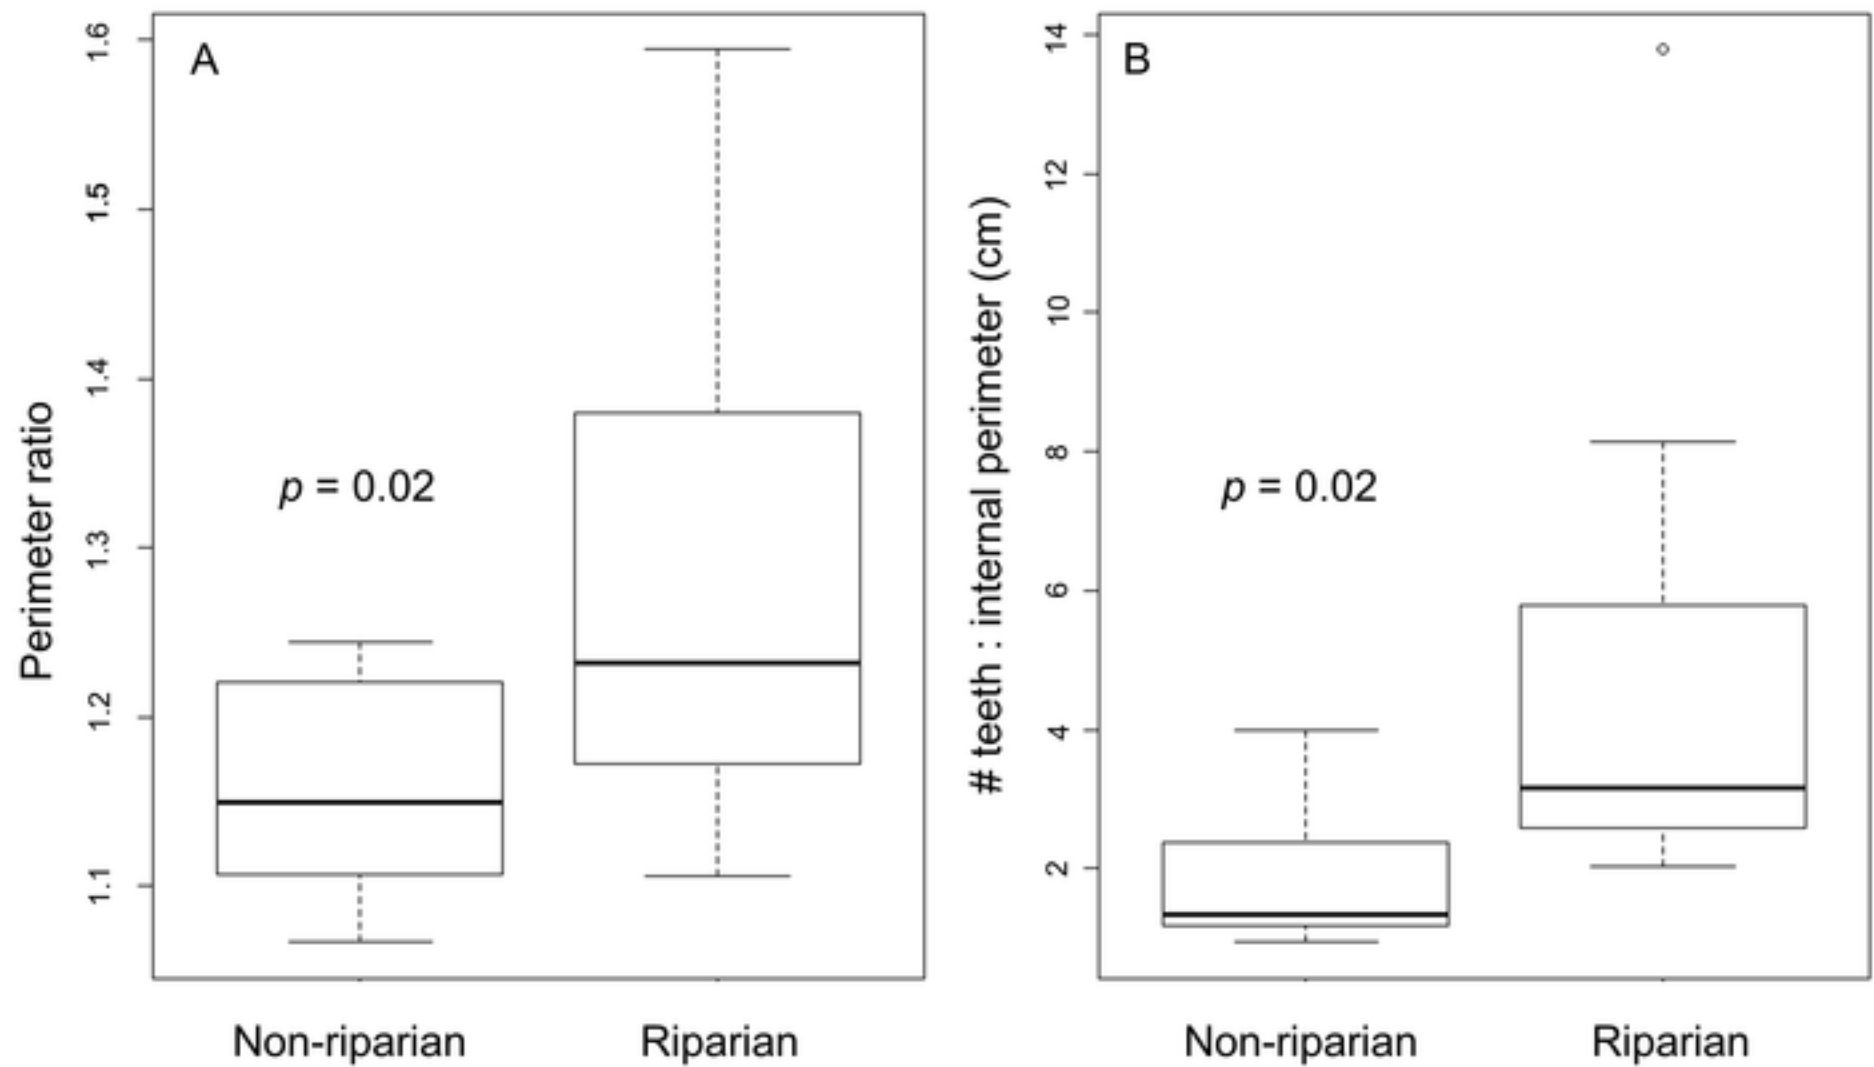 A
Perimeter ratio
1.6
1.5
1.4
1.3
1.2
1.1
p = 0.02
Non-riparian
Riparian
B
# teeth : internal perimeter (cm)
14
12
10
8
6
4
2
p = 0.02
Non-riparian
Riparian